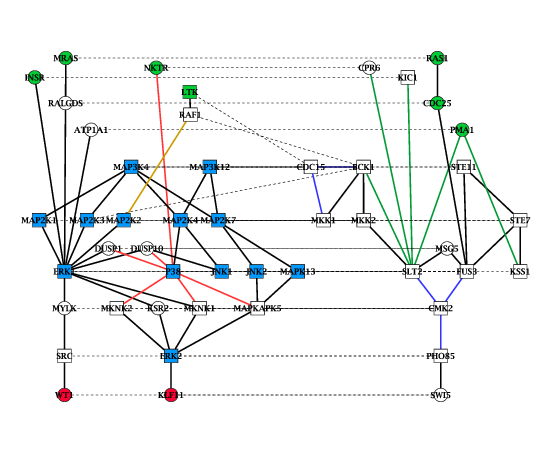 MRAS RAS1
INSR NKTR CPR6 KIC1
LTK
RALGDS CDC25
RAF1
ATP1A1 PMA1
MAP3K4 MAP3K12 CDC15 BCK1 STE11
MAP2K1 MAP2K3 MAP2K2 MAP2K4 MAP2K7 MKK1 MKK2 STE7
DUSP1 DUSP10 MSG5
ERK1 P38 JNK1 JNK2 MAPK13 SLT2 FUS3 KSS1
MYLK MKNK2 KSR2 MKNK1 MAPKAPK5 CMK2
SRC ERK2 PHO85
WT1 KLF11 SWI5